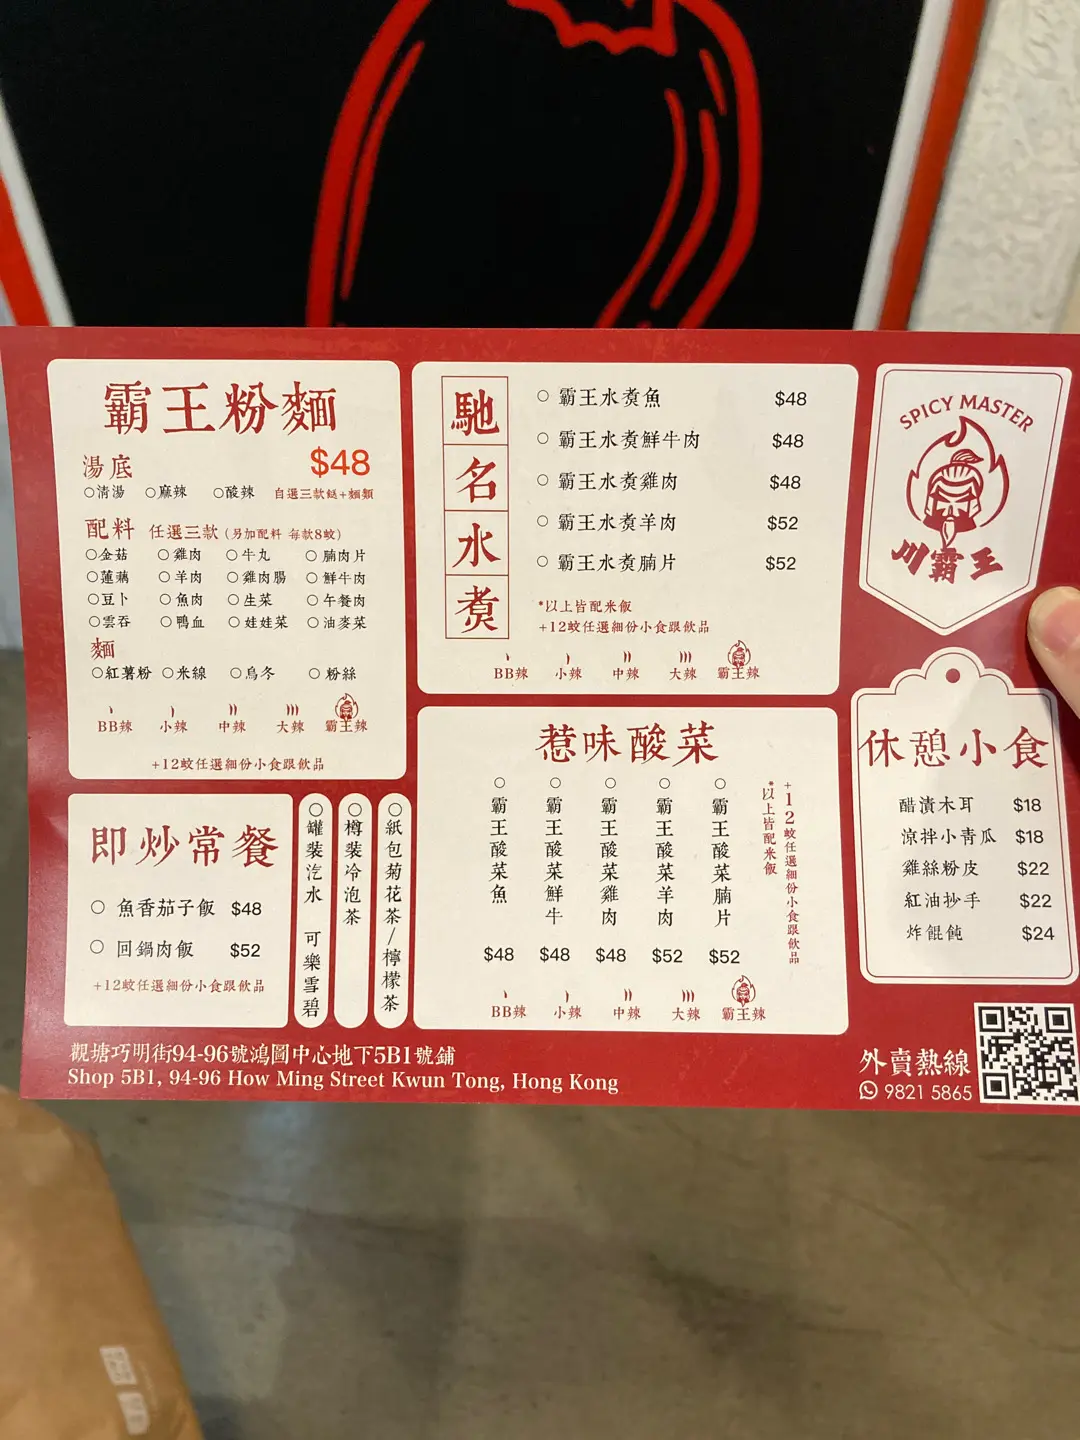 霸王粉麵
湯底 $48
○清湯 ○麻辣 ○酸辣 自選三款餸+麵類
配料 任選三款 (另加配料 每款8蚊)
○金菇 ○雞肉 ○牛丸 ○腩肉片
○蓮藕 ○羊肉 ○雞肉腸 ○鮮牛肉
○豆卜 ○魚肉 ○生菜 ○午餐肉
○雲吞 ○鴨血 ○娃娃菜 ○油麥菜
麵
○紅薯粉 ○米線 ○烏冬 ○粉絲
BB辣 小辣 中辣 大辣 霸王辣
+12蚊任選細份小食跟飲品
馳名水煮
○ 霸王水煮魚 $48
○ 霸王水煮鮮牛肉 $48
○ 霸王水煮雞肉 $48
○ 霸王水煮羊肉 $52
○ 霸王水煮腩片 $52
*以上皆配米飯
+12蚊任選細份小食跟飲品
BB辣 小辣 中辣 大辣 霸王辣
SPICY MASTER
川霸王
即炒常餐
○ 魚香茄子飯 $48
○ 回鍋肉飯 $52
+12蚊任選細份小食跟飲品
○罐裝汽水 可樂雪碧
○樽裝冷泡茶
○紙包菊花茶/檸檬茶
惹味酸菜
○霸王酸菜魚 $48
○霸王酸菜鮮牛 $48
○霸王酸菜雞肉 $48
○霸王酸菜羊肉 $52
○霸王酸菜腩片 $52
+12蚊任選細份小食跟飲品
*以上皆配米飯
BB辣 小辣 中辣 大辣 霸王辣
休憩小食
醋漬木耳 $18
涼拌小青瓜 $18
雞絲粉皮 $22
紅油抄手 $22
炸餛飩 $24
觀塘巧明街94-96號鴻圖中心地下5B1號鋪
Shop 5B1, 94-96 How Ming Street Kwun Tong, Hong Kong
外賣熱線
9821 5865